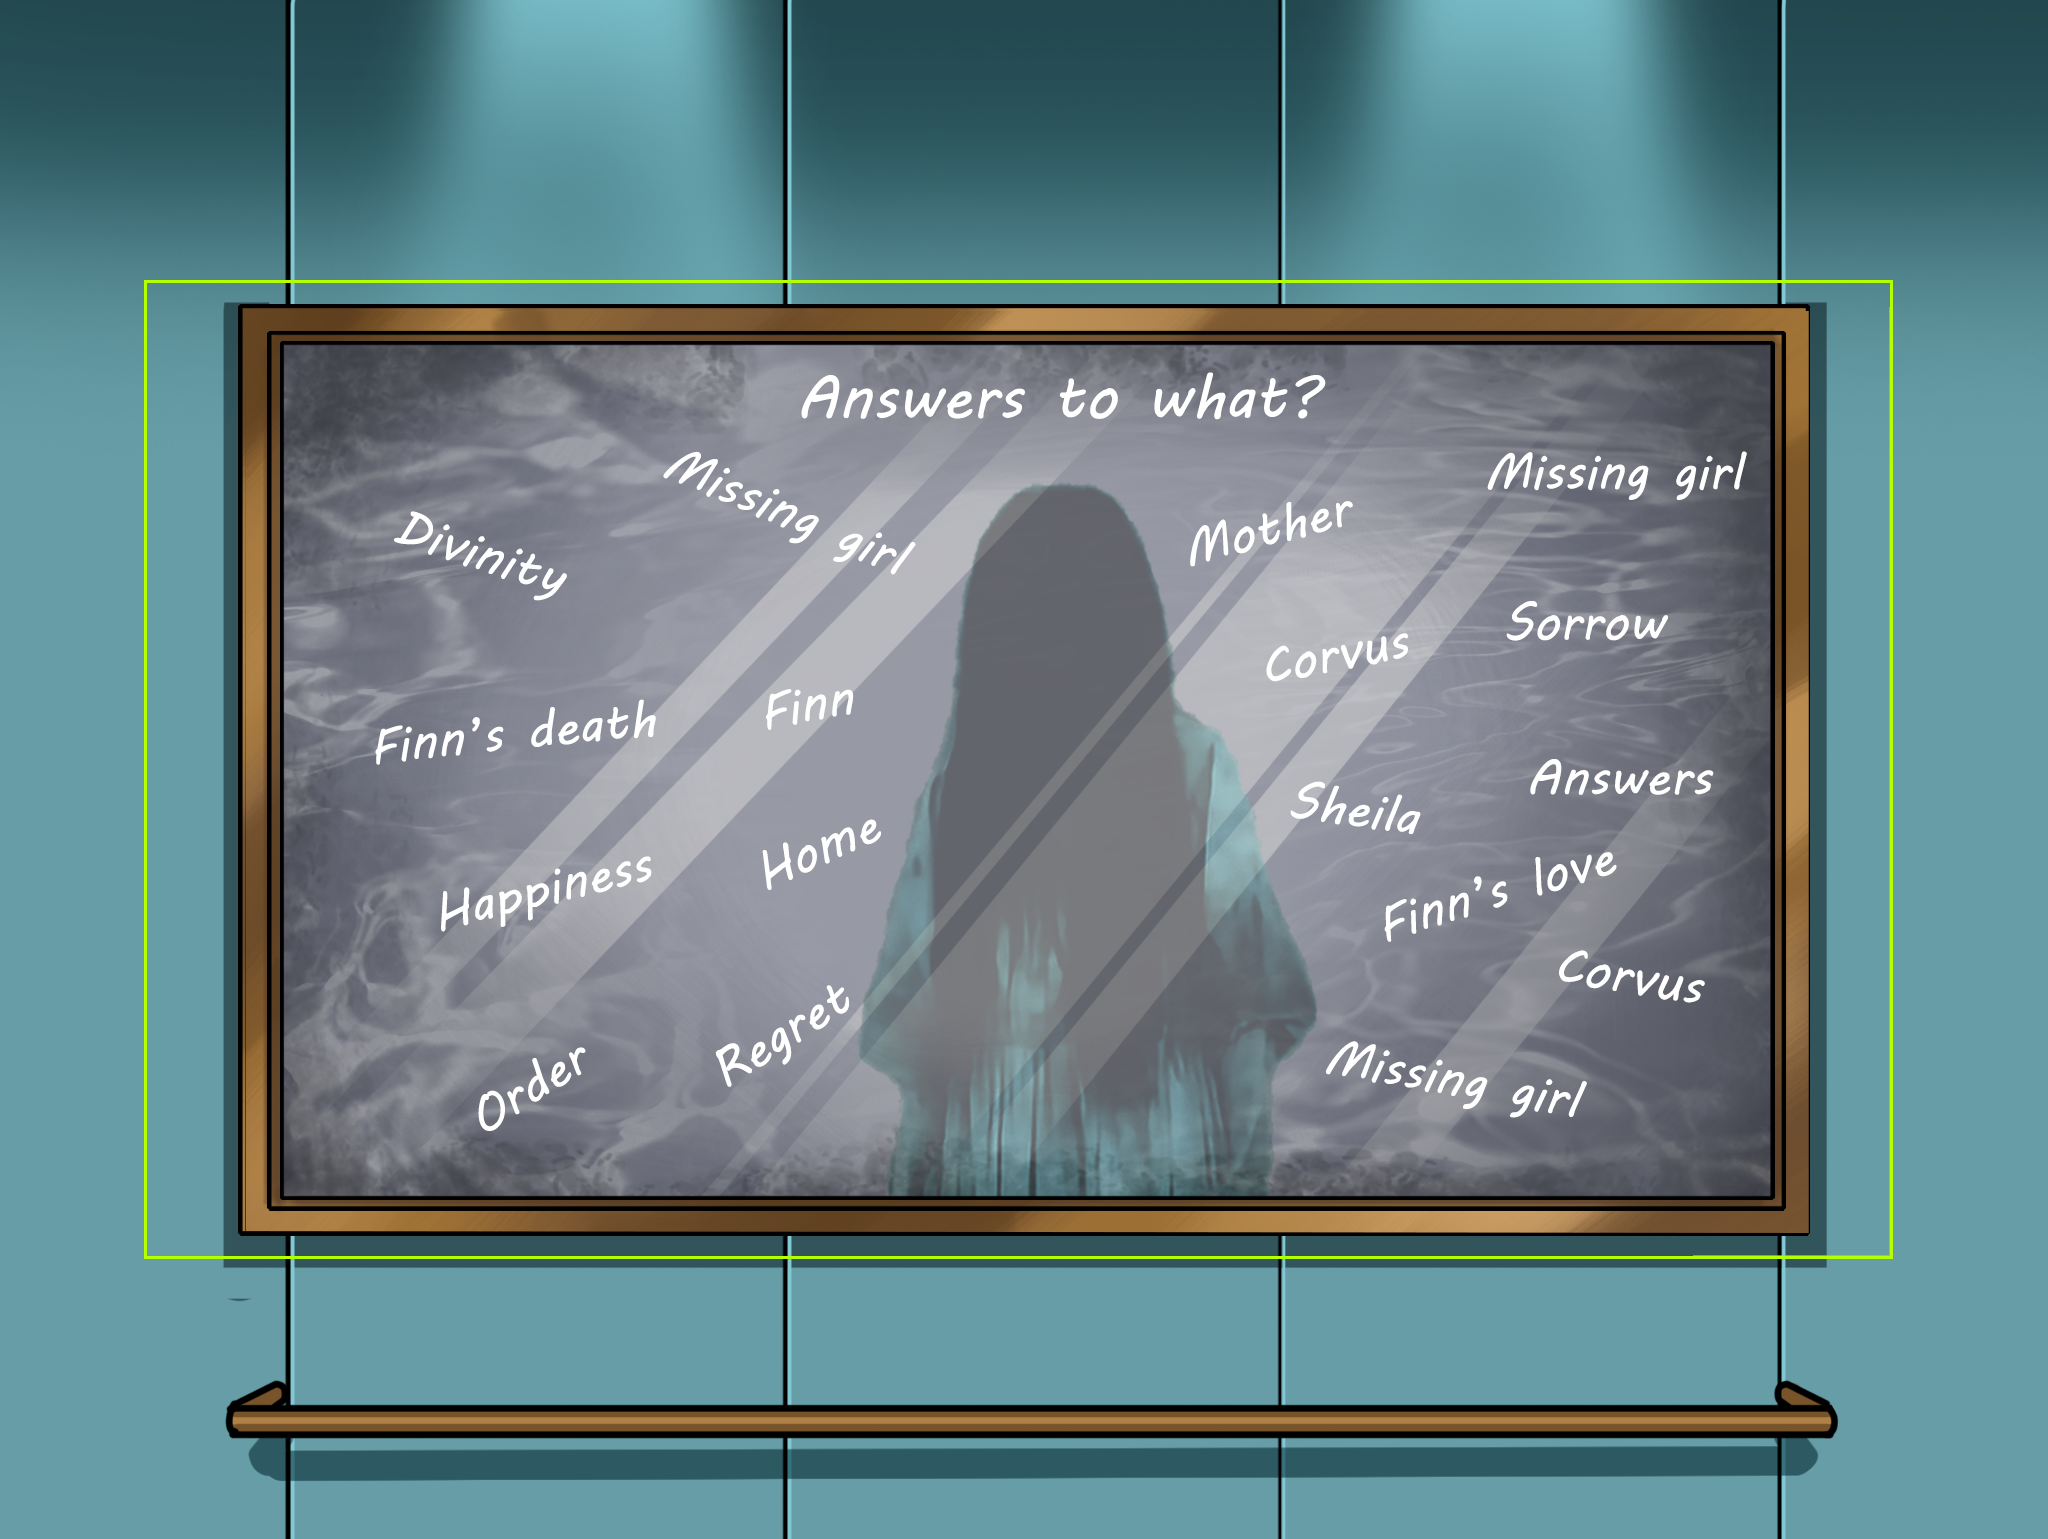 Answers to what?
Missing girl
Missing girl
Divinity
Mother
Sorrow
Corvus
Finn's death
Finn
Answers
Sheila
Happiness
Home
Finn's love
Corvus
Order
Regret
Missing girl